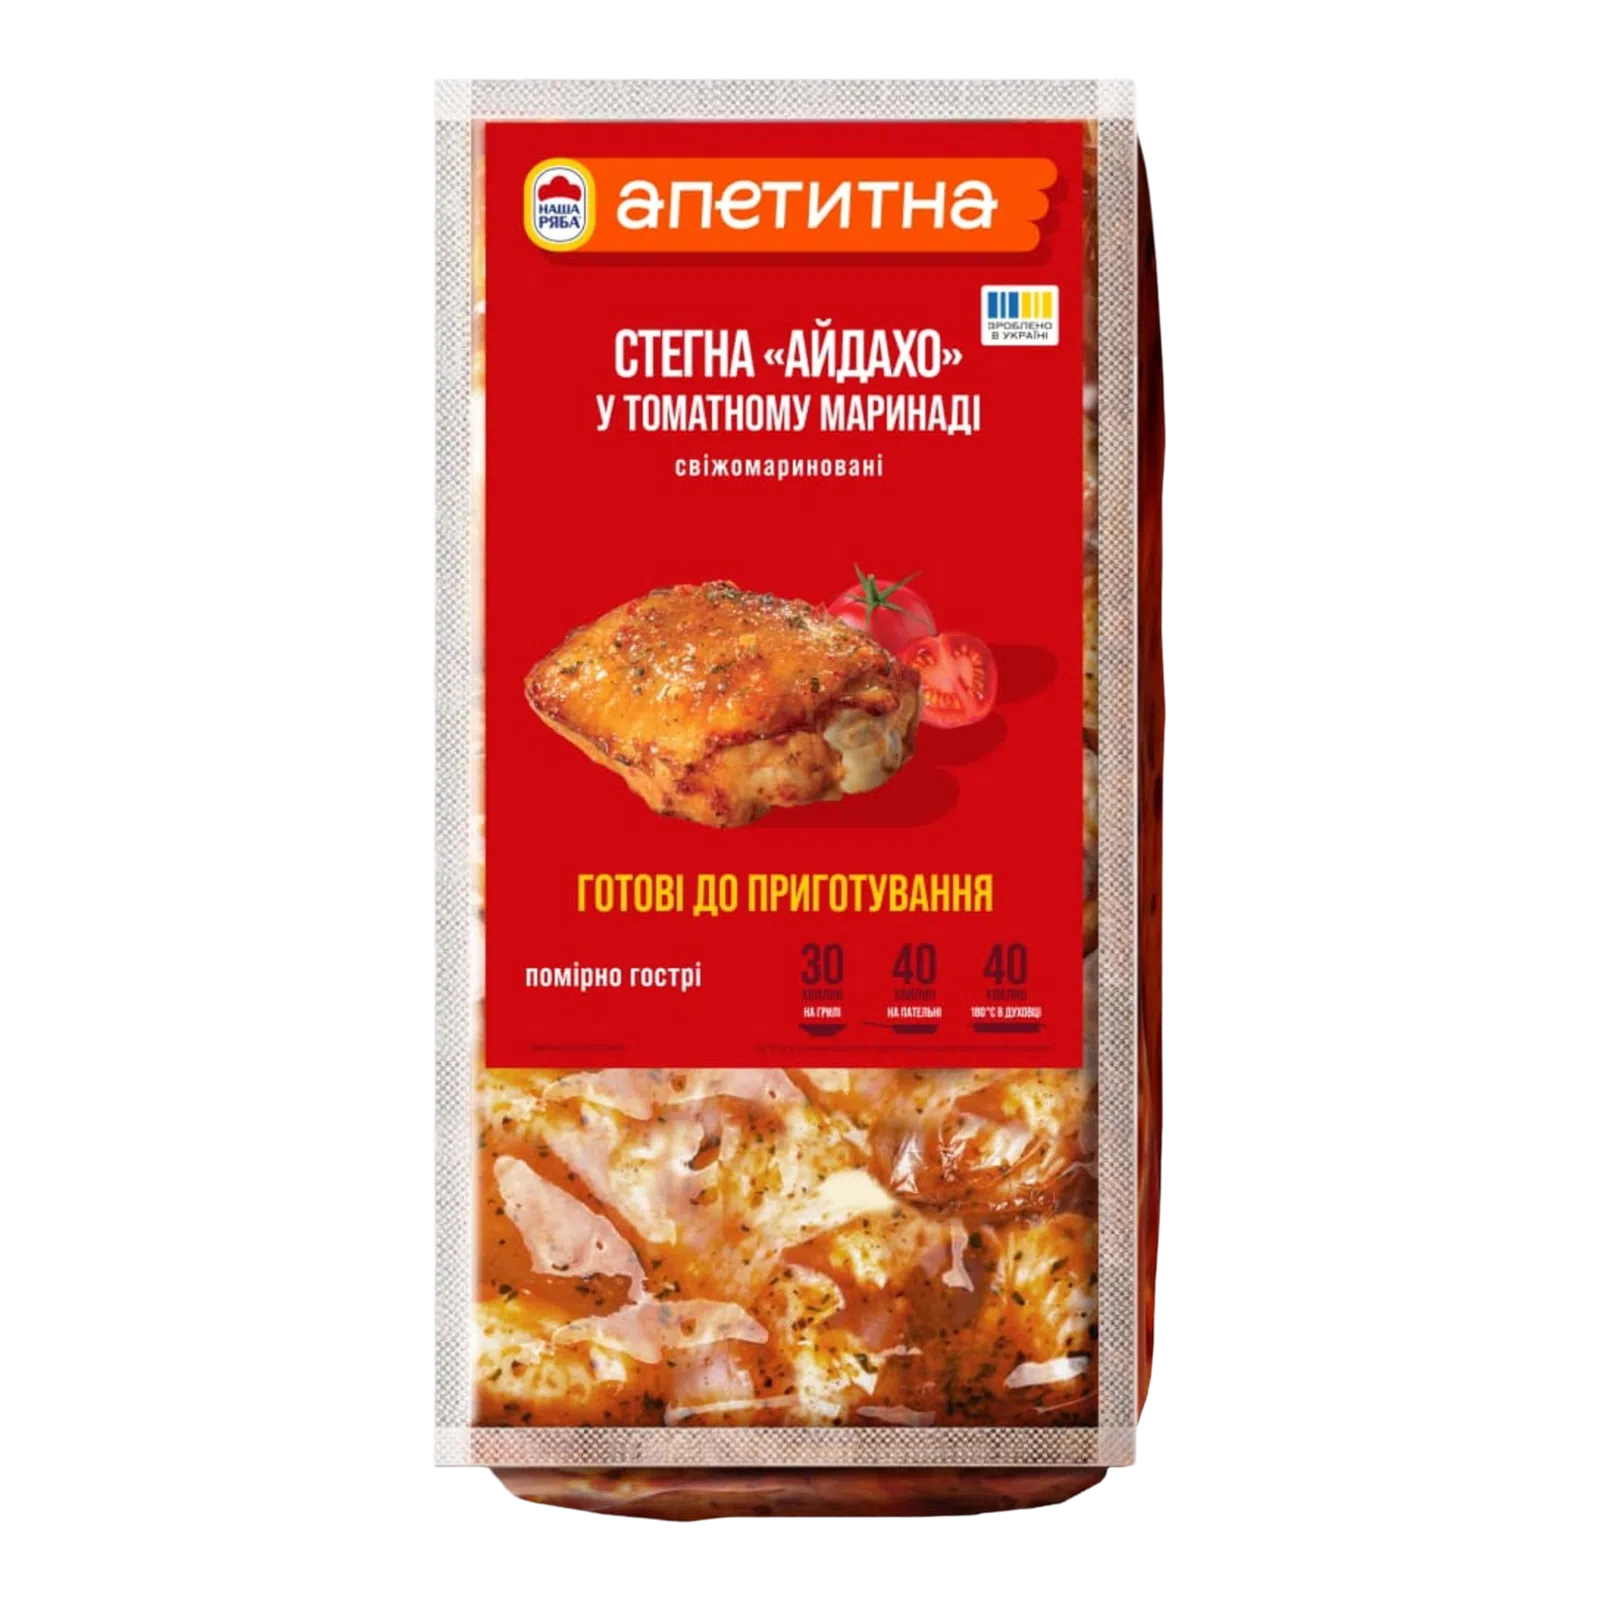 НАША
РЯБА
апетитна
ЗРОБЛЕНО
В УКРАЇНІ
СТЕГНА «АЙДАХО»
У ТОМАТНОМУ МАРИНАДІ
свіжомариновані
ГОТОВІ ДО ПРИГОТУВАННЯ
помірно гострі
30 40 40
ХВИЛИН ХВИЛИН ХВИЛИН
НА ГРИЛІ НА ПАТЕЛЬНІ 180°С В ДУХОВЦІ